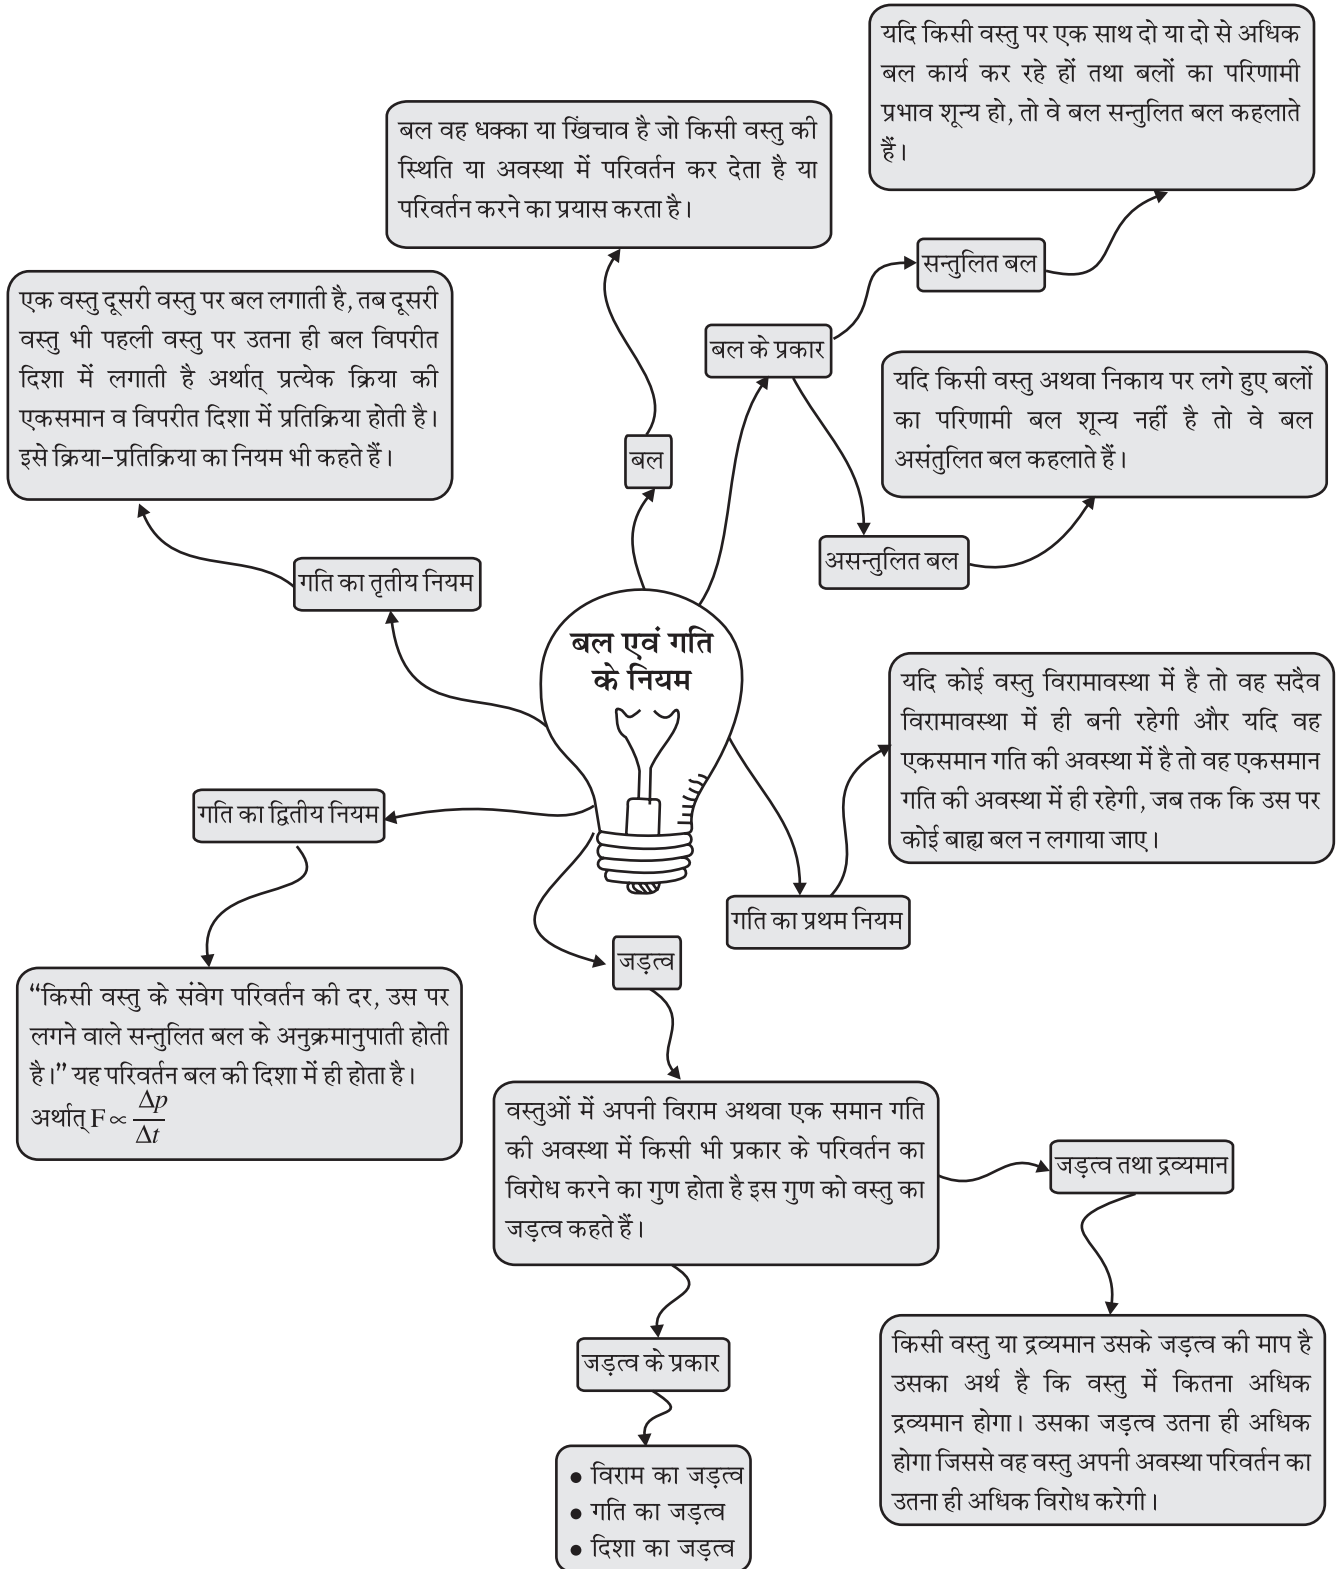 यदि किसी वस्तु पर एक साथ दो या दो से अधिक
बल कार्य कर रहे हों तथा बलों का परिणामी
प्रभाव शून्य हो, तो वे बल सन्तुलित बल कहलाते
हैं।
बल वह धक्का या खिंचाव है जो किसी वस्तु की
स्थिति या अवस्था में परिवर्तन कर देता है या
परिवर्तन करने का प्रयास करता है।
सन्तुलित बल
एक वस्तु दूसरी वस्तु पर बल लगाती है, तब दूसरी
वस्तु भी पहली वस्तु पर उतना ही बल विपरीत
दिशा में लगाती है अर्थात् प्रत्येक क्रिया की
एकसमान व विपरीत दिशा में प्रतिक्रिया होती है।
इसे क्रिया-प्रतिक्रिया का नियम भी कहते हैं।
बल के प्रकार
यदि किसी वस्तु अथवा निकाय पर लगे हुए बलों
का परिणामी बल शून्य नहीं है तो वे बल
असंतुलित बल कहलाते हैं।
बल
असन्तुलित बल
गति का तृतीय नियम
बल एवं गति
के नियम
यदि कोई वस्तु विरामावस्था में है तो वह सदैव
विरामावस्था में ही बनी रहेगी और यदि वह
एकसमान गति की अवस्था में है तो वह एकसमान
गति की अवस्था में ही रहेगी, जब तक कि उस पर
कोई बाह्य बल न लगाया जाए।
गति का द्वितीय नियम
गति का प्रथम नियम
जड़त्व
“किसी वस्तु के संवेग परिवर्तन की दर, उस पर
लगने वाले सन्तुलित बल के अनुक्रमानुपाती होती
है।” यह परिवर्तन बल की दिशा में ही होता है।
अर्थात् F ∝ Δp/Δt
वस्तुओं में अपनी विराम अथवा एक समान गति
की अवस्था में किसी भी प्रकार के परिवर्तन का
विरोध करने का गुण होता है इस गुण को वस्तु का
जड़त्व कहते हैं।
जड़त्व तथा द्रव्यमान
जड़त्व के प्रकार
किसी वस्तु या द्रव्यमान उसके जड़त्व की माप है
उसका अर्थ है कि वस्तु में कितना अधिक
द्रव्यमान होगा। उसका जड़त्व उतना ही अधिक
होगा जिससे वह वस्तु अपनी अवस्था परिवर्तन का
उतना ही अधिक विरोध करेगी।
● विराम का जड़त्व
● गति का जड़त्व
● दिशा का जड़त्व